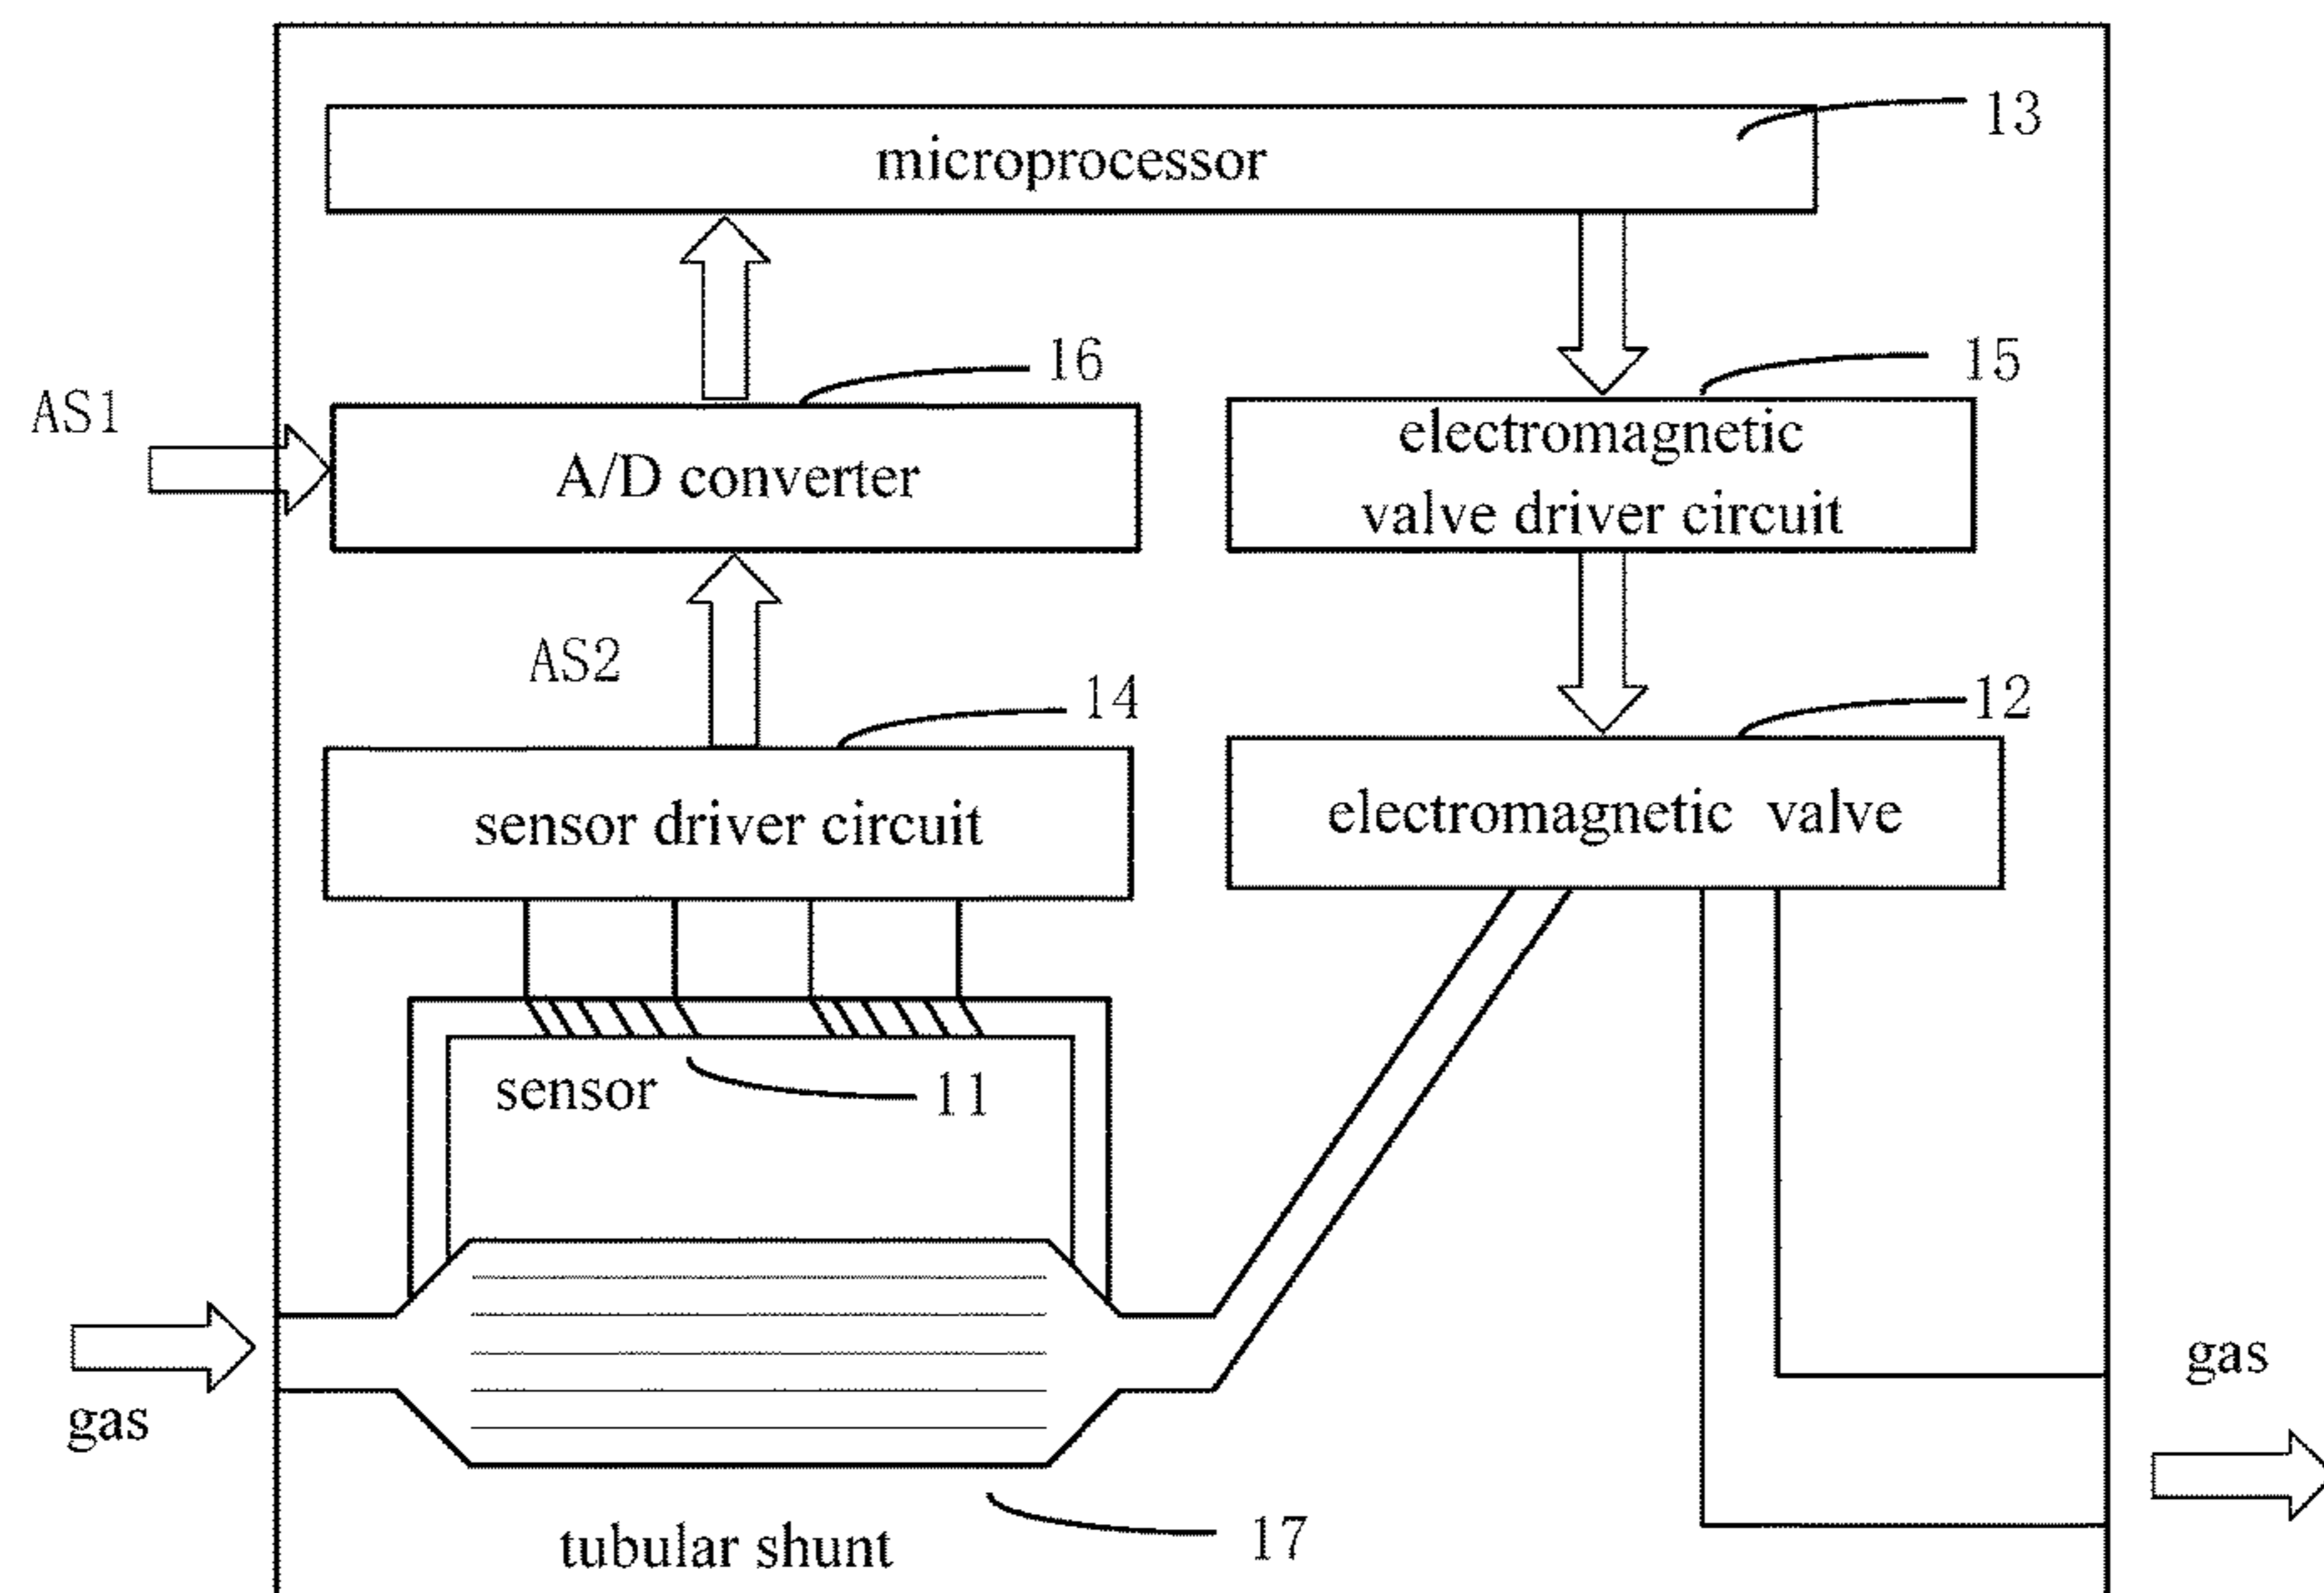 13
microprocessor
16
15
AS1
A/D converter
electromagnetic
valve driver circuit
AS2
14
12
sensor driver circuit
electromagnetic valve
sensor
11
gas
gas
tubular shunt
17